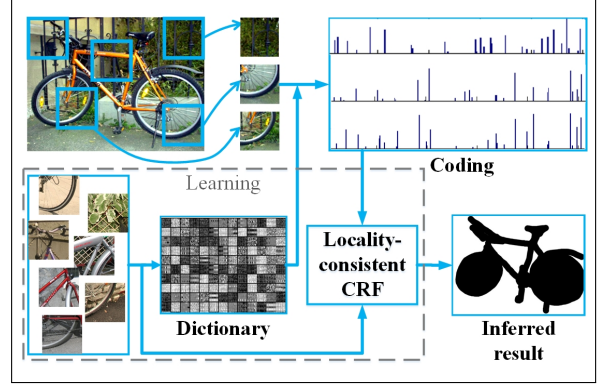 Coding
Learning
Locality-
consistent
CRF
Dictionary
Inferred
result